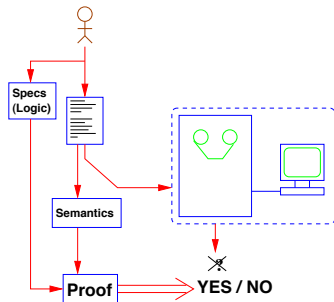 Specs
(Logic)
Semantics
Proof
YES / NO